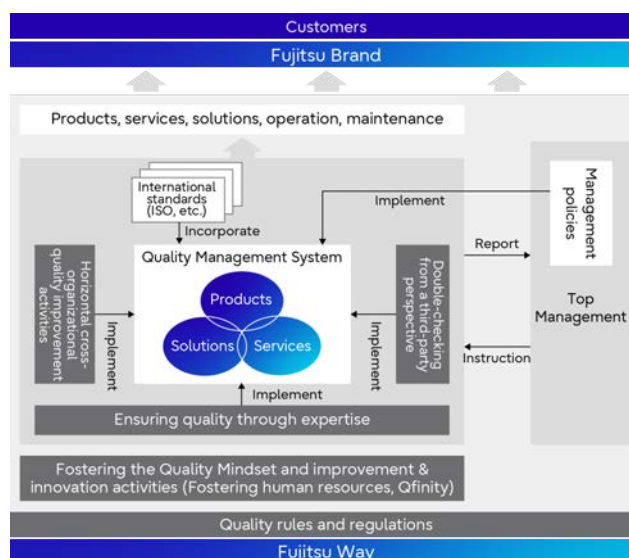 Customers
Fujitsu Brand
Products, services, solutions, operation, maintenance
International
standards
(ISO, etc.)
Incorporate
Implement
Management
policies
Report
Top
Management
Instruction
Quality Management System
Products
Solutions
Services
Horizontal cross-
organizational
quality improvement
activities
Implement
Double-checking
from a third-party
perspective
Implement
Implement
Ensuring quality through expertise
Fostering the Quality Mindset and improvement &
innovation activities (Fostering human resources, Qfinity)
Quality rules and regulations
Fujitsu Way